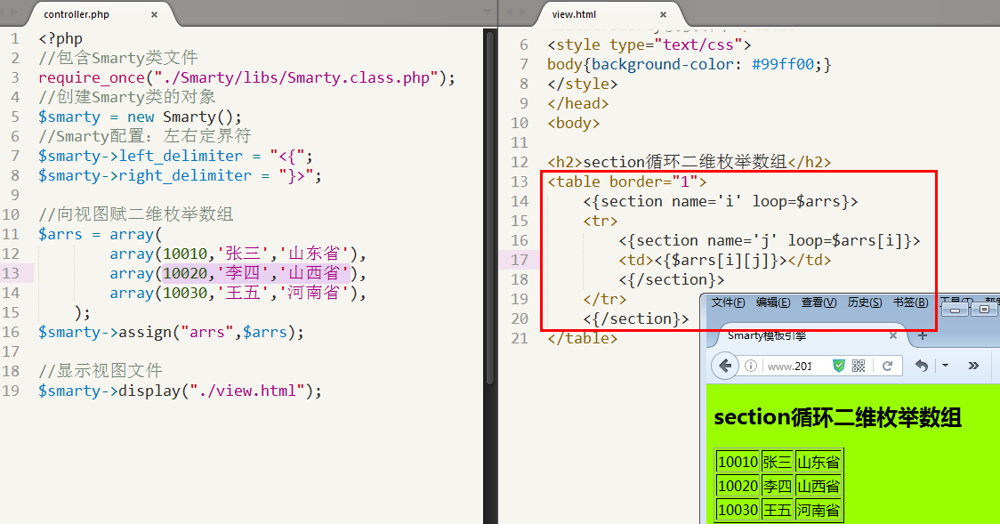 controller.php ×
1 <?php
2 //包含Smarty类文件
3 require_once("./Smarty/libs/Smarty.class.php");
4 //创建Smarty类的对象
5 $smarty = new Smarty();
6 //Smarty配置：左右定界符
7 $smarty->left_delimiter = "<{";
8 $smarty->right_delimiter = "}>";
9
10 //向视图赋二维枚举数组
11 $arrs = array(
12 array(10010,'张三','山东省'),
13 array(10020,'李四','山西省'),
14 array(10030,'王五','河南省'),
15 );
16 $smarty->assign("arrs",$arrs);
17
18 //显示视图文件
19 $smarty->display("./view.html");
view.html ×
6 <style type="text/css">
7 body{background-color: #99ff00;}
8 </style>
9 </head>
10 <body>
11
12 <h2>section循环二维枚举数组</h2>
13 <table border="1">
14 <{section name='i' loop=$arrs}>
15 <tr>
16 <{section name='j' loop=$arrs[i]}>
17 <td><{$arrs[i][j]}></td>
18 <{/section}>
19 </tr>
20 <{/section}>
21 </table>
文件(F) 编辑(E) 查看(V) 历史(S) 书签(B) 工具(T)
Smarty模板引擎 ×
www.201
section循环二维枚举数组
10010 张三 山东省
10020 李四 山西省
10030 王五 河南省